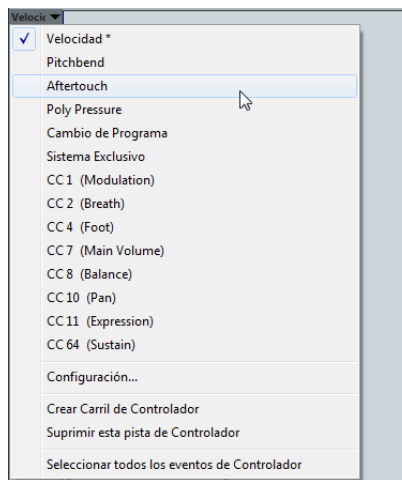 Velocic
Velocidad *
Pitchbend
Aftertouch
Poly Pressure
Cambio de Programa
Sistema Exclusivo
CC 1 (Modulation)
CC 2 (Breath)
CC 4 (Foot)
CC 7 (Main Volume)
CC 8 (Balance)
CC 10 (Pan)
CC 11 (Expression)
CC 64 (Sustain)
Configuración...
Crear Carril de Controlador
Suprimir esta pista de Controlador
Seleccionar todos los eventos de Controlador